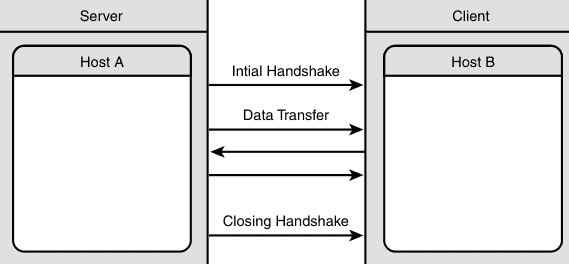 Server
Client
Host A
Host B
Intial Handshake
Data Transfer
Closing Handshake